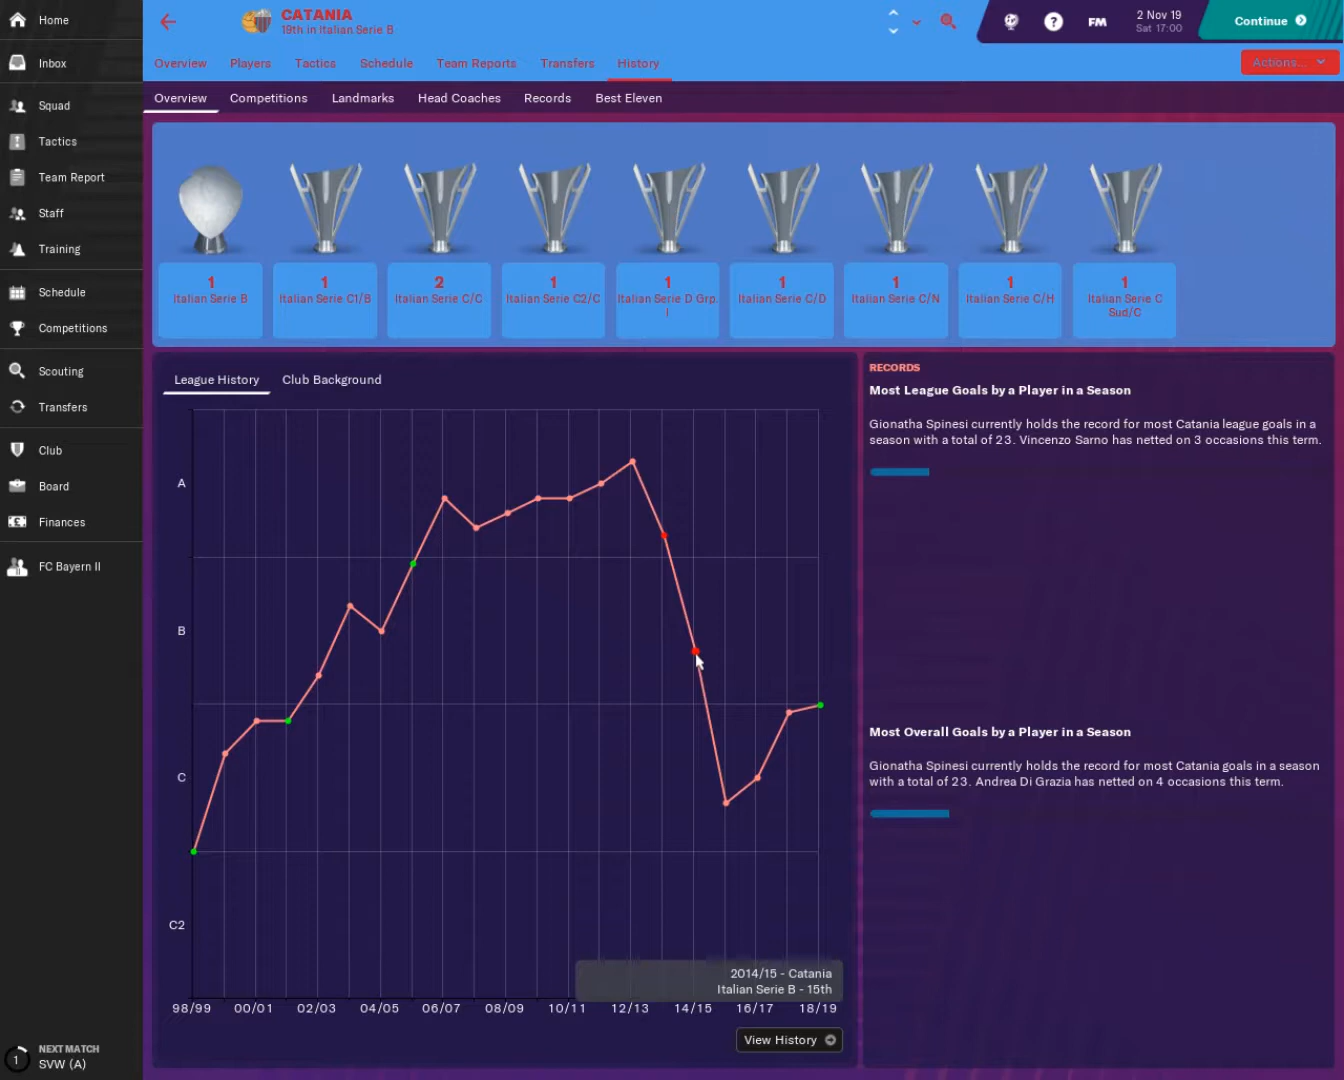 Home
Inbox
Squad
Tactics
Team Report
Staff
Training
Schedule
Competitions
Scouting
Transfers
Club
Board
Finances
FC Bayern II
1
NEXT MATCH
SVW (A)
CATANIA
19th in Italian Serie B
?
FM
2 Nov 19
Sat 17:00
Continue
Overview
Players
Tactics
Schedule
Team Reports
Transfers
History
Actions...
Overview
Competitions
Landmarks
Head Coaches
Records
Best Eleven
1
Italian Serie B
1
Italian Serie C1/B
2
Italian Serie C/C
1
Italian Serie C2/C
1
Italian Serie D Grp.
I
1
Italian Serie C/D
1
Italian Serie C/N
1
Italian Serie C/H
1
Italian Serie C
Sud/C
League History
Club Background
A
B
C
C2
2014/15 - Catania
Italian Serie B - 15th
98/99
00/01
02/03
04/05
06/07
08/09
10/11
12/13
14/15
16/17
18/19
View History
RECORDS
Most League Goals by a Player in a Season
Gionatha Spinesi currently holds the record for most Catania league goals in a
season with a total of 23. Vincenzo Sarno has netted on 3 occasions this term.
Most Overall Goals by a Player in a Season
Gionatha Spinesi currently holds the record for most Catania goals in a season
with a total of 23. Andrea Di Grazia has netted on 4 occasions this term.